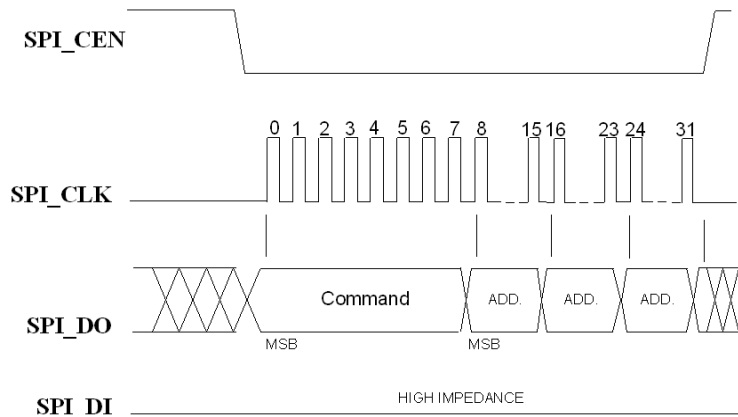 SPI_CEN
0 1 2 3 4 5 6 7 8 15 16 23 24 31
SPI_CLK
Command ADD. ADD. ADD.
SPI_DO
MSB MSB
HIGH IMPEDANCE
SPI_DI